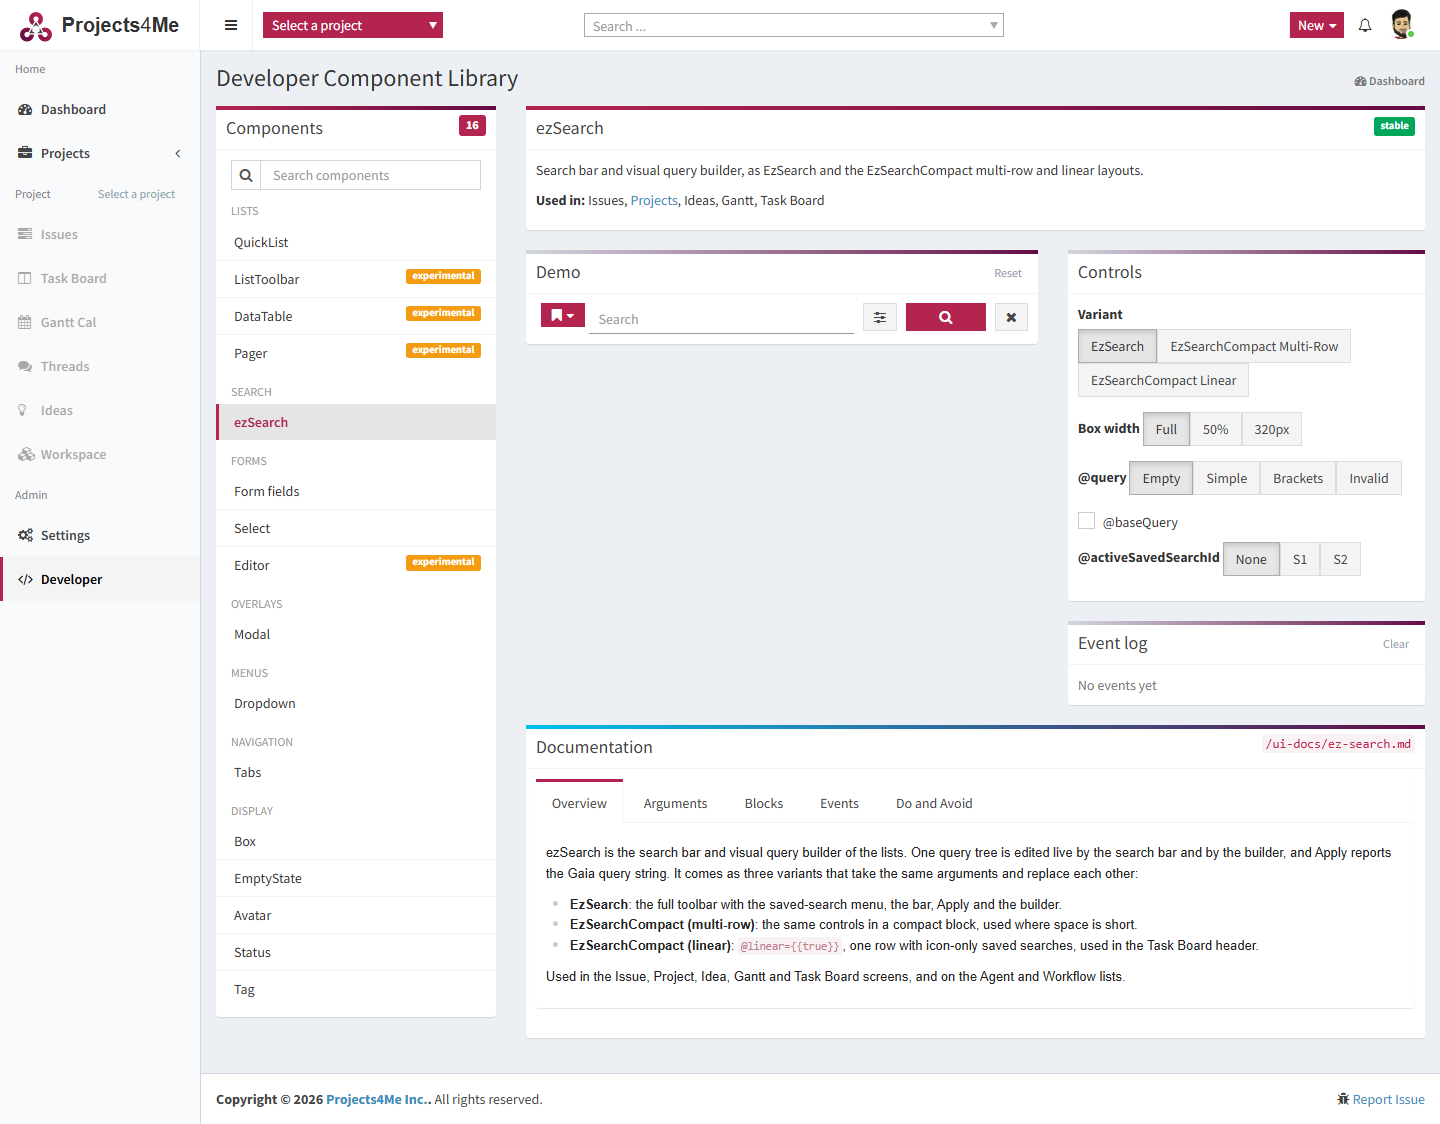 Projects4Me
Select a project
Search ...
New
Home
Dashboard
Projects
Project
Select a project
Issues
Task Board
Gantt Cal
Threads
Ideas
Workspace
Admin
Settings
Developer
Developer Component Library
Dashboard
Components
16
Search components
LISTS
QuickList
ListToolbar
experimental
DataTable
experimental
Pager
experimental
SEARCH
ezSearch
FORMS
Form fields
Select
Editor
experimental
OVERLAYS
Modal
MENUS
Dropdown
NAVIGATION
Tabs
DISPLAY
Box
EmptyState
Avatar
Status
Tag
ezSearch
stable
Search bar and visual query builder, as EzSearch and the EzSearchCompact multi-row and linear layouts.
Used in: Issues, Projects, Ideas, Gantt, Task Board
Demo
Reset
Search
Controls
Variant
EzSearch
EzSearchCompact Multi-Row
EzSearchCompact Linear
Box width
Full
50%
320px
@query
Empty
Simple
Brackets
Invalid
@baseQuery
@activeSavedSearchId
None
S1
S2
Event log
Clear
No events yet
Documentation
/ui-docs/ez-search.md
Overview
Arguments
Blocks
Events
Do and Avoid
ezSearch is the search bar and visual query builder of the lists. One query tree is edited live by the search bar and by the builder, and Apply reports
the Gaia query string. It comes as three variants that take the same arguments and replace each other:
EzSearch: the full toolbar with the saved-search menu, the bar, Apply and the builder.
EzSearchCompact (multi-row): the same controls in a compact block, used where space is short.
EzSearchCompact (linear): @linear={{true}}, one row with icon-only saved searches, used in the Task Board header.
Used in the Issue, Project, Idea, Gantt and Task Board screens, and on the Agent and Workflow lists.
Copyright © 2026 Projects4Me Inc.. All rights reserved.
Report Issue